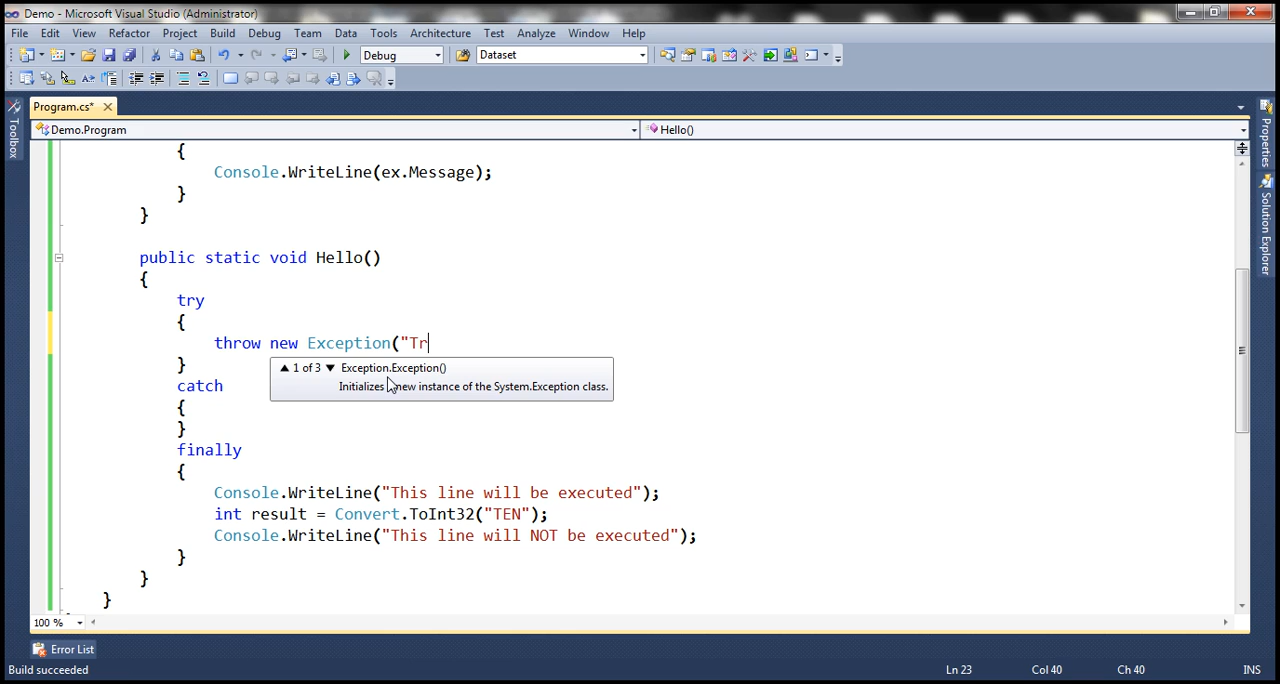 Demo - Microsoft Visual Studio (Administrator)
File Edit View Refactor Project Build Debug Team Data Tools Architecture Test Analyze Window Help
Debug Dataset
Program.cs*
Demo.Program Hello()
{
Console.WriteLine(ex.Message);
}
}
public static void Hello()
{
try
{
throw new Exception("Tr
}
1 of 3 Exception.Exception()
catch
Initializes new instance of the System.Exception class.
{
}
finally
{
Console.WriteLine("This line will be executed");
int result = Convert.ToInt32("TEN");
Console.WriteLine("This line will NOT be executed");
}
}
}
100 %
Error List
Build succeeded Ln 23 Col 40 Ch 40 INS
Toolbox
Properties
Solution Explorer